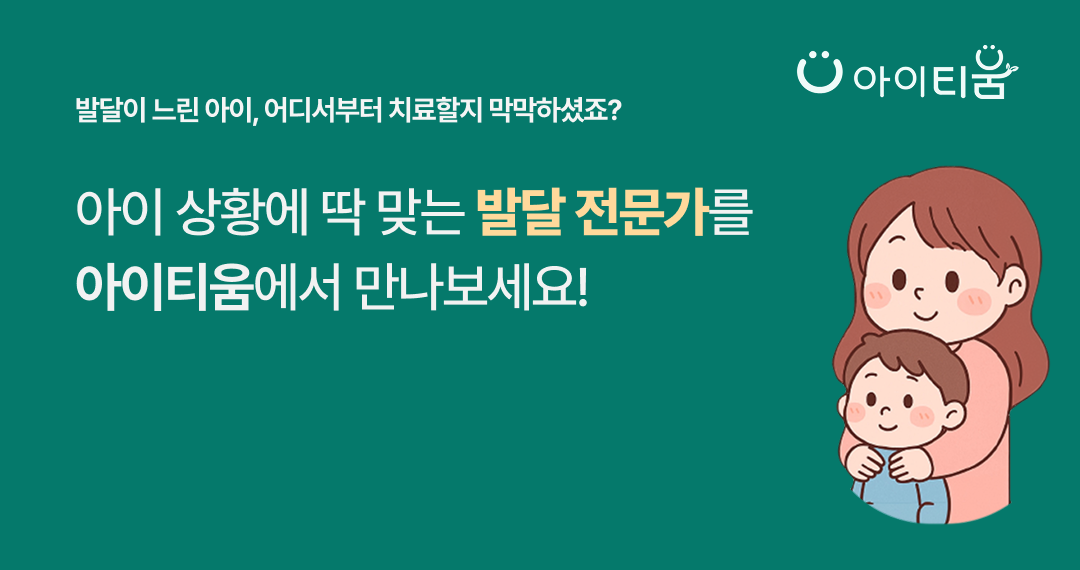 아이티움
발달이 느린 아이, 어디서부터 치료할지 막막하셨죠?
아이 상황에 딱 맞는 발달 전문가를
아이티움에서 만나보세요!